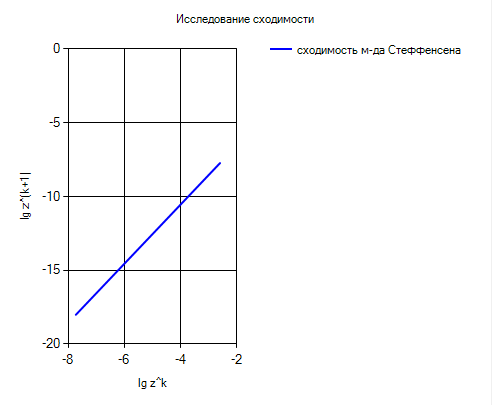 Исследование сходимости
сходимость м-да Стеффенсена
0
-5
-10
-15
-20
lg z^(k+1|
-8
-6
-4
-2
lg z^k